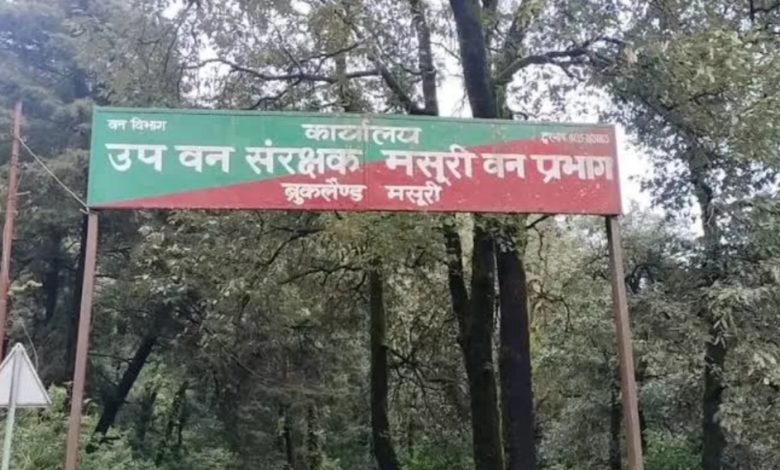 वन विभाग
कार्यालय
उप वन संरक्षक मसूरी वन प्रभाग
ब्रुकलैण्ड मसूरी